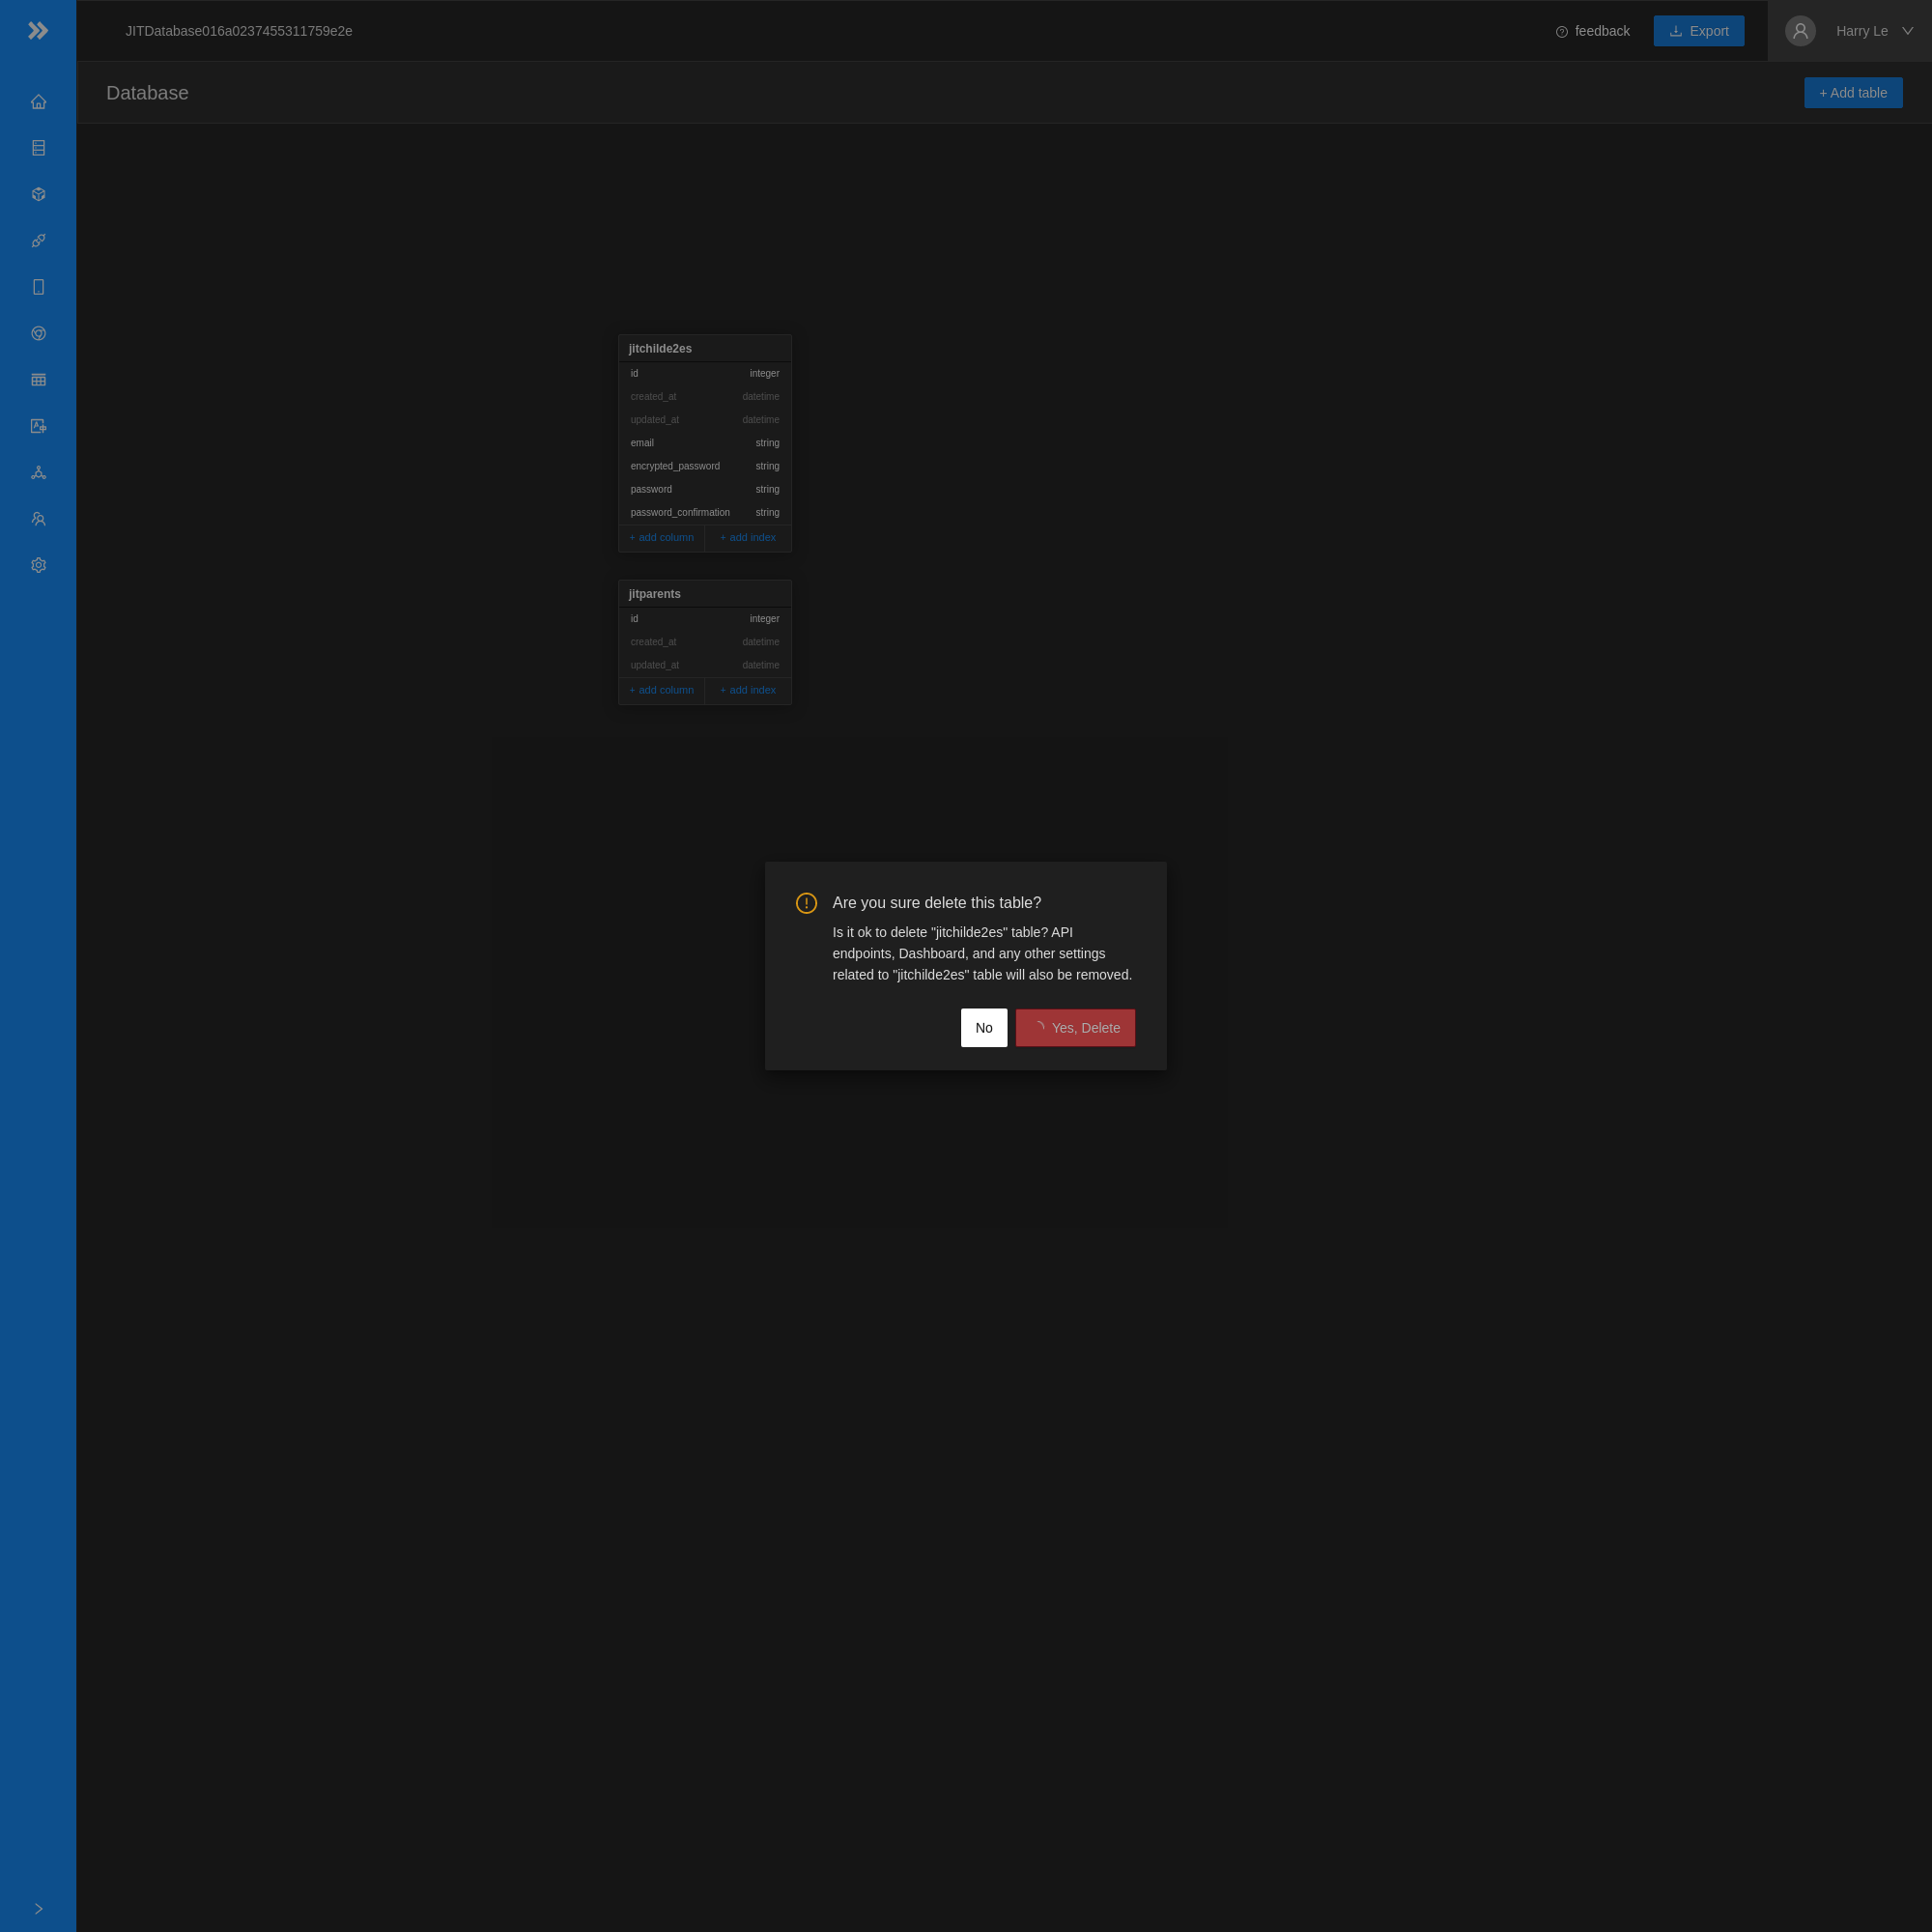 JITDatabase016a0237455311759e2e
feedback
Export
Harry Le
Database
+ Add table
jitchilde2es
id integer
created_at datetime
updated_at datetime
email string
encrypted_password string
password string
password_confirmation string
+ add column + add index
jitparents
id integer
created_at datetime
updated_at datetime
+ add column + add index
Are you sure delete this table?
Is it ok to delete "jitchilde2es" table? API
endpoints, Dashboard, and any other settings
related to "jitchilde2es" table will also be removed.
No
Yes, Delete